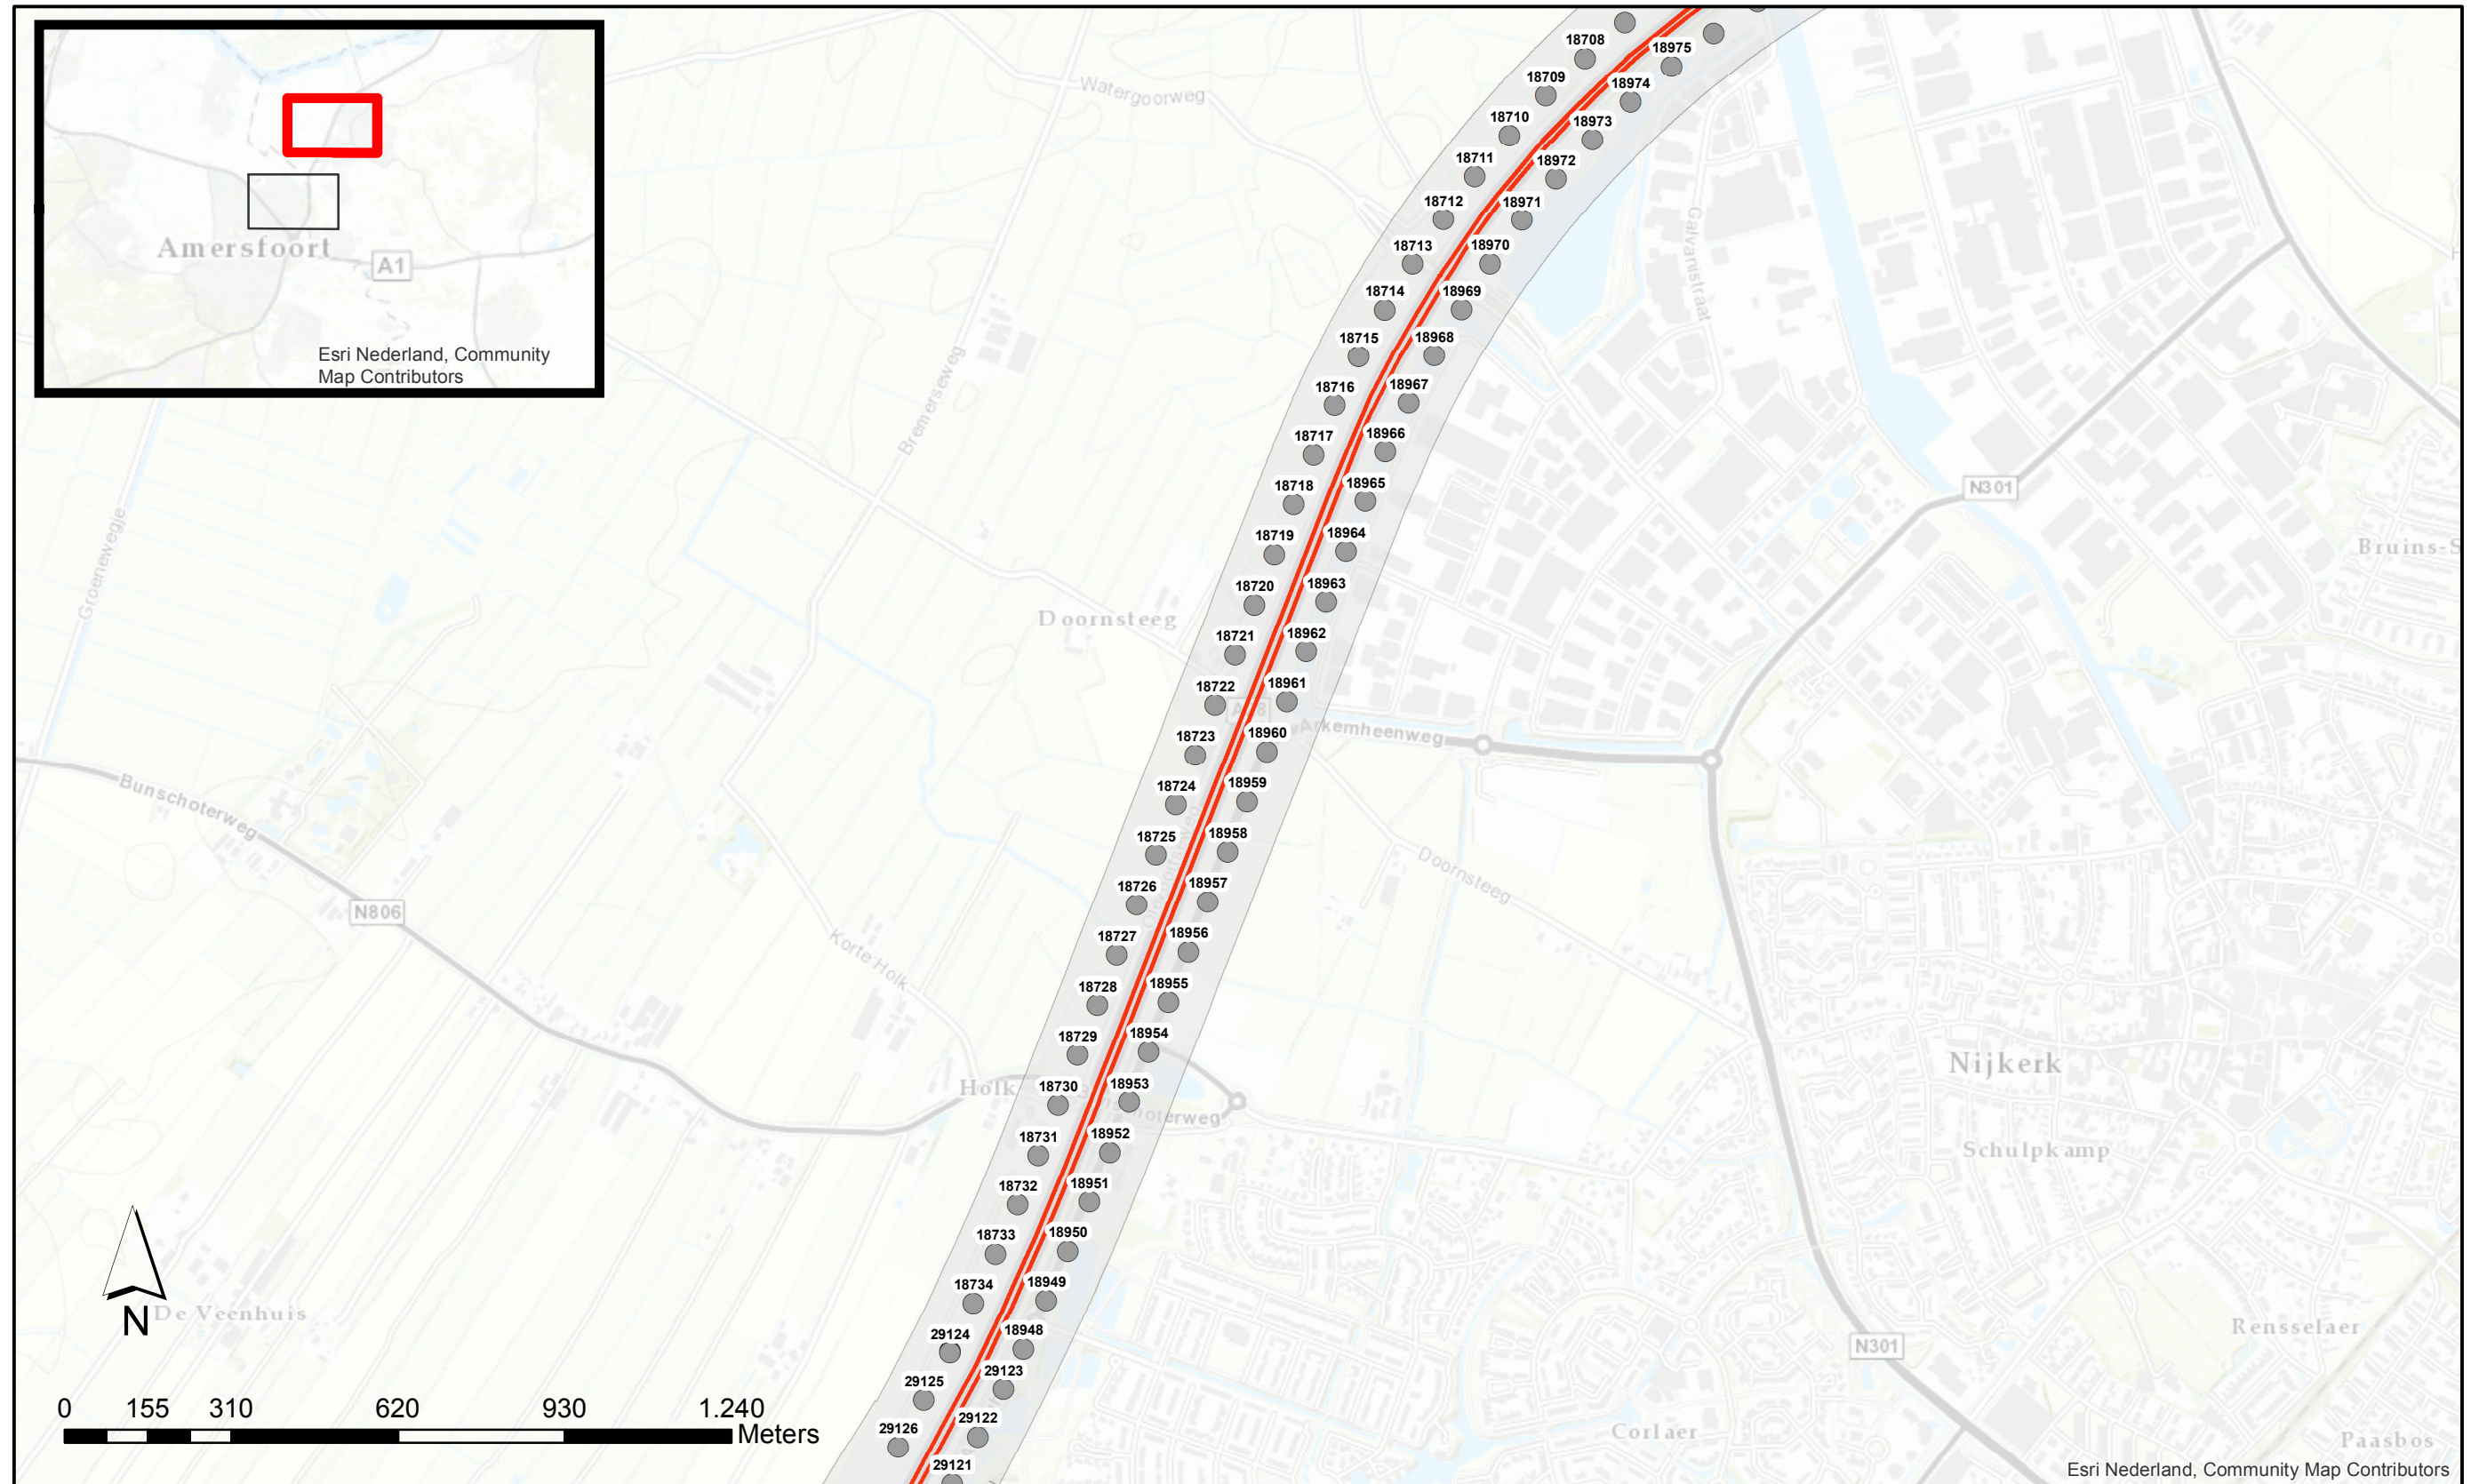 Amersfoort
A1
Esri Nederland, Community
Map Contributors
18708
18975
18709
18974
Watergoorweg
18710
18973
18711
18972
18712
18971
Galvanistraat
18713
18970
18714
18969
18715
18968
Bremerseweg
18716
18967
18717
18966
18718
18965
N301
18719
18964
Bruins-S
Groenewegje
18720
18963
Doornsteeg
18721
18962
18722
18961
18723
18960
Arkemheenweg
18724
18959
Bunschoterweg
18725
18958
Doornsteeg
18726
18957
N806
18727
18956
Korte Holk
18728
18955
18729
18954
Nijkerk
Holk
18730
18953
18731
18952
Schulpkamp
18732
18951
18733
18950
18734
18949
N
De Veenhuis
29124
18948
Rensselaer
N301
29125
29123
0 155 310 620 930 1.240
Meters
29126
29122
Corlaer
Paasbos
29121
Esri Nederland, Community Map Contributors